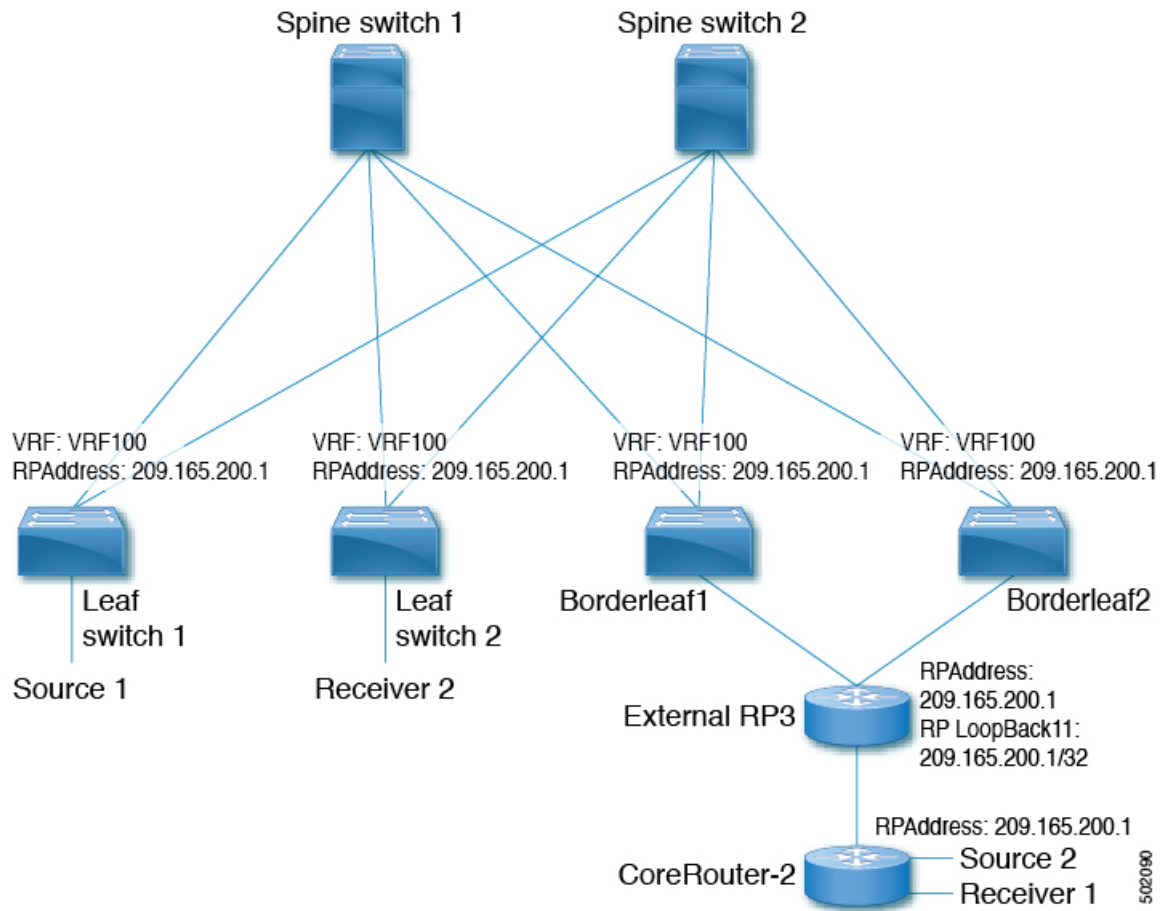 Spine switch 1
Spine switch 2
VRF: VRF100
RPAddress: 209.165.200.1
VRF: VRF100
RPAddress: 209.165.200.1
VRF: VRF100
RPAddress: 209.165.200.1
VRF: VRF100
RPAddress: 209.165.200.1
Leaf
switch 1
Leaf
switch 2
Borderleaf1
Borderleaf2
Source 1
Receiver 2
External RP3
RPAddress:
209.165.200.1
RP LoopBack11:
209.165.200.1/32
RPAddress: 209.165.200.1
CoreRouter-2
Source 2
Receiver 1
502090